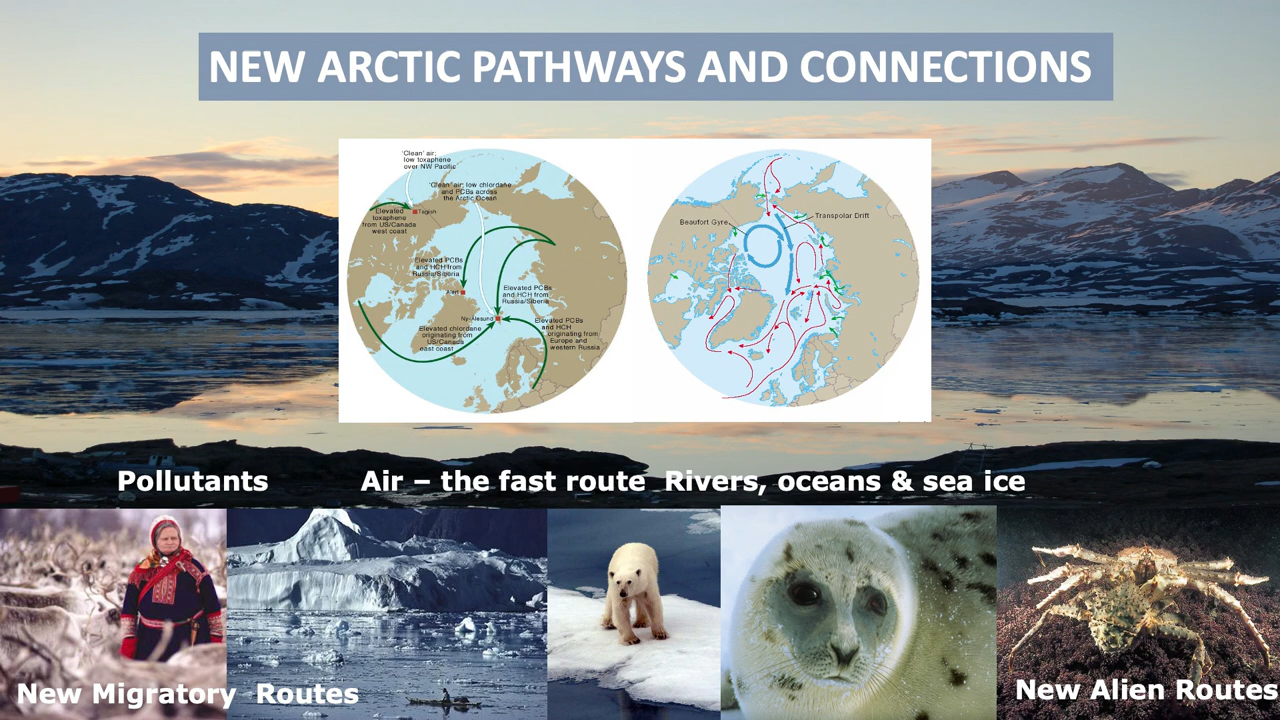 NEW ARCTIC PATHWAYS AND CONNECTIONS
'Clean' air:
low toxaphene
over NW Pacific
'Clean' air: low chlordane
and PCBs across
the Arctic Ocean
Elevated
toxaphene
from US/Canada
west coast
Tagish
Elevated PCBs
and HCH from
Russia/Siberia
Alert
Elevated PCBs
and HCH from
Russia/Siberia
Ny-Ålesund
Elevated chlordane
originating from
US/Canada
east coast
Elevated PCBs
and HCH
originating from
Europe and
western Russia
Beaufort Gyre
Transpolar Drift
Pollutants
Air – the fast route
Rivers, oceans & sea ice
New Migratory Routes
New Alien Routes